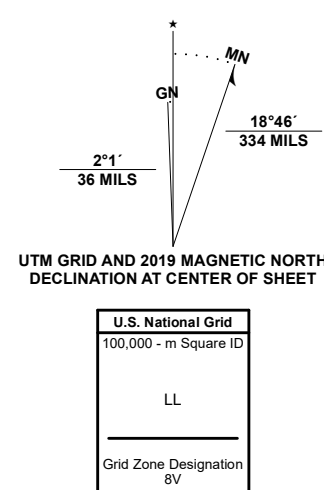 ★
MN
GN
18°46´
334 MILS
2°1´
36 MILS
UTM GRID AND 2019 MAGNETIC NORTH
DECLINATION AT CENTER OF SHEET
U.S. National Grid
100,000 - m Square ID
LL
Grid Zone Designation
8V